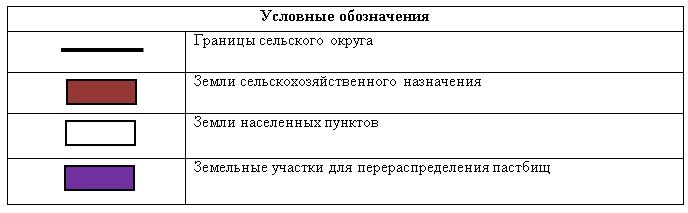 Условные обозначения
Границы сельского округа
Земли сельскохозяйственного назначения
Земли населенных пунктов
Земельные участки для перераспределения пастбищ